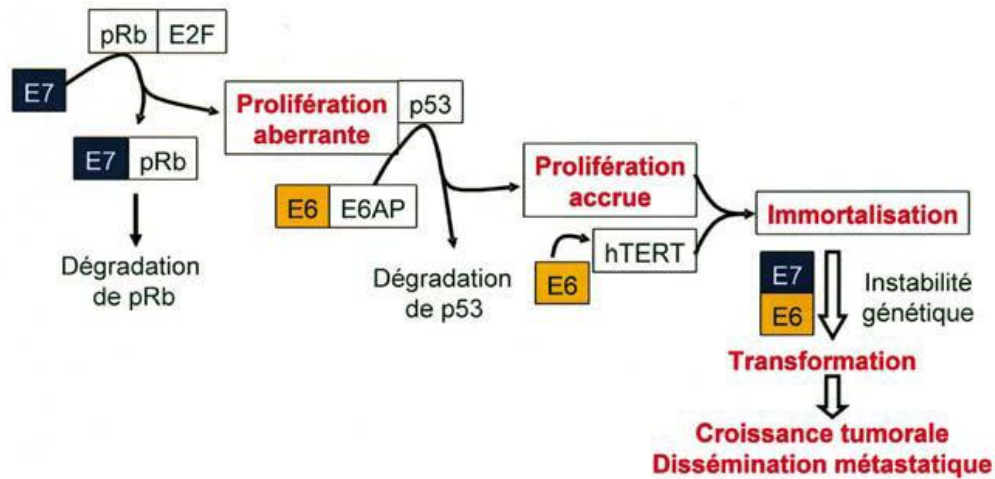 pRb E2F
E7
Prolifération
aberrante
p53
E7 pRb
E6 E6AP
Dégradation
de pRb
Dégradation
de p53
Prolifération
accrue
E6
hTERT
Immortalisation
E7
E6
Instabilité
génétique
Transformation
Croissance tumorale
Dissémination métastatique